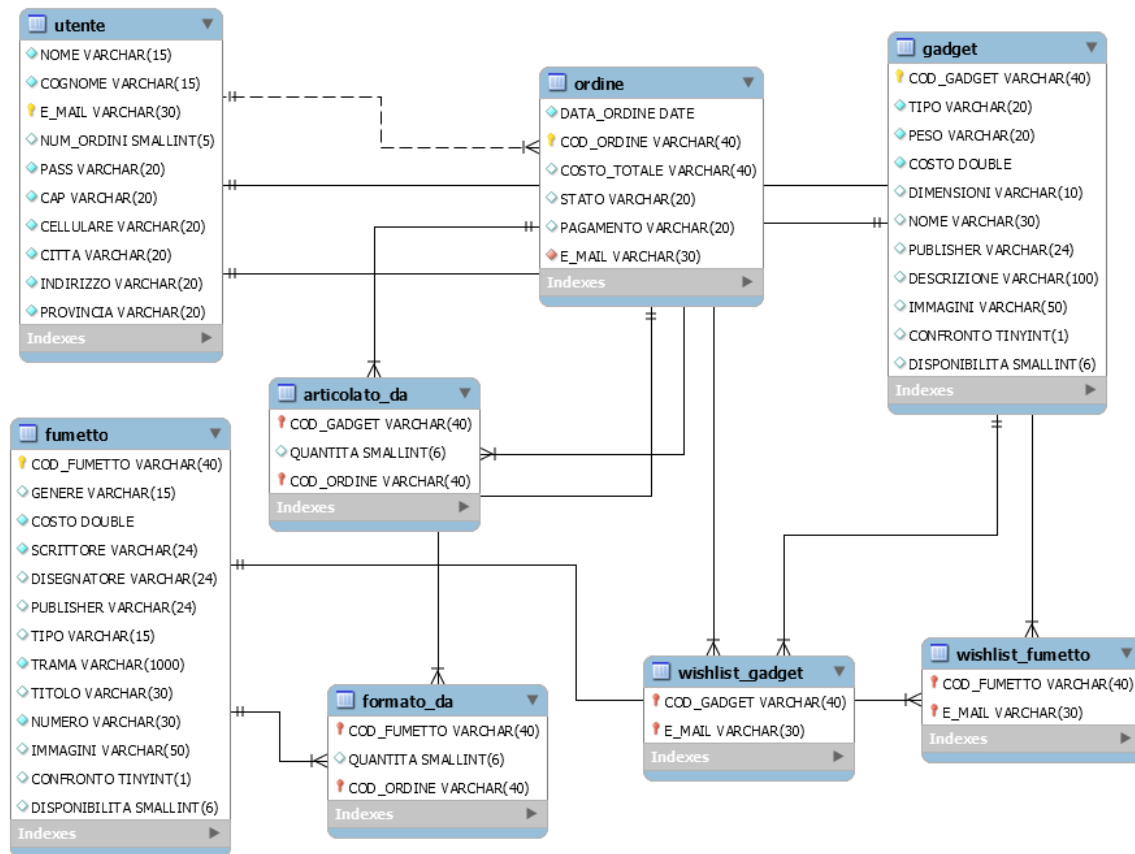 utente
NOME VARCHAR(15)
COGNOME VARCHAR(15)
E_MAIL VARCHAR(30)
NUM_ORDINI SMALLINT(5)
PASS VARCHAR(20)
CAP VARCHAR(20)
CELLULARE VARCHAR(20)
CITTA VARCHAR(20)
INDIRIZZO VARCHAR(20)
PROVINCIA VARCHAR(20)
Indexes
ordine
DATA_ORDINE DATE
COD_ORDINE VARCHAR(40)
COSTO_TOTALE VARCHAR(40)
STATO VARCHAR(20)
PAGAMENTO VARCHAR(20)
E_MAIL VARCHAR(30)
Indexes
gadget
COD_GADGET VARCHAR(40)
TIPO VARCHAR(20)
PESO VARCHAR(20)
COSTO DOUBLE
DIMENSIONI VARCHAR(10)
NOME VARCHAR(30)
PUBLISHER VARCHAR(24)
DESCRIZIONE VARCHAR(100)
IMMAGINI VARCHAR(50)
CONFRONTO TINYINT(1)
DISPONIBILITA SMALLINT(6)
Indexes
articolato_da
COD_GADGET VARCHAR(40)
QUANTITA SMALLINT(6)
COD_ORDINE VARCHAR(40)
Indexes
fumetto
COD_FUMETTO VARCHAR(40)
GENERE VARCHAR(15)
COSTO DOUBLE
SCRITTORE VARCHAR(24)
DISEGNATORE VARCHAR(24)
PUBLISHER VARCHAR(24)
TIPO VARCHAR(15)
TRAMA VARCHAR(1000)
TITOLO VARCHAR(30)
NUMERO VARCHAR(30)
IMMAGINI VARCHAR(50)
CONFRONTO TINYINT(1)
DISPONIBILITA SMALLINT(6)
Indexes
formato_da
COD_FUMETTO VARCHAR(40)
QUANTITA SMALLINT(6)
COD_ORDINE VARCHAR(40)
Indexes
wishlist_gadget
COD_GADGET VARCHAR(40)
E_MAIL VARCHAR(30)
Indexes
wishlist_fumetto
COD_FUMETTO VARCHAR(40)
E_MAIL VARCHAR(30)
Indexes